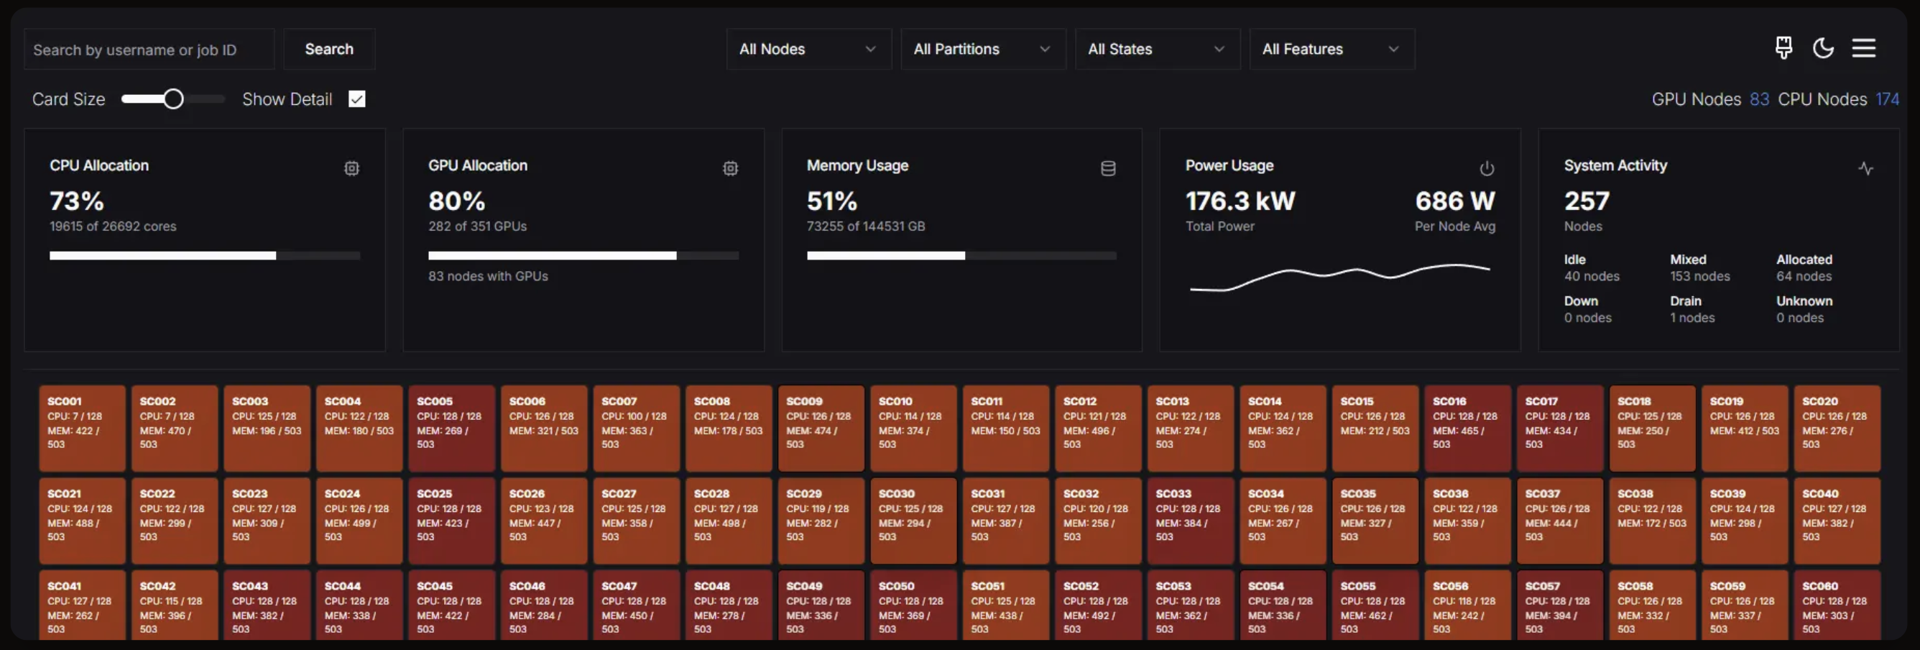 Search by username or job ID
Search
All Nodes
All Partitions
All States
All Features
Card Size
Show Detail
GPU Nodes 83 CPU Nodes 174
CPU Allocation
73%
19615 of 26692 cores
GPU Allocation
80%
282 of 351 GPUs
83 nodes with GPUs
Memory Usage
51%
73255 of 144531 GB
Power Usage
176.3 kW
Total Power
686 W
Per Node Avg
System Activity
257
Nodes
Idle
40 nodes
Mixed
153 nodes
Allocated
64 nodes
Down
0 nodes
Drain
1 nodes
Unknown
0 nodes
SC001
CPU: 7 / 128
MEM: 422 /
503
SC002
CPU: 7 / 128
MEM: 470 /
503
SC003
CPU: 125 / 128
MEM: 196 / 503
SC004
CPU: 122 / 128
MEM: 180 / 503
SC005
CPU: 128 / 128
MEM: 269 /
503
SC006
CPU: 126 / 128
MEM: 321 / 503
SC007
CPU: 100 / 128
MEM: 363 /
503
SC008
CPU: 124 / 128
MEM: 178 / 503
SC009
CPU: 126 / 128
MEM: 474 /
503
SC010
CPU: 114 / 128
MEM: 374 /
503
SC011
CPU: 114 / 128
MEM: 150 / 503
SC012
CPU: 121 / 128
MEM: 496 /
503
SC013
CPU: 122 / 128
MEM: 274 /
503
SC014
CPU: 124 / 128
MEM: 362 /
503
SC015
CPU: 126 / 128
MEM: 212 / 503
SC016
CPU: 128 / 128
MEM: 465 /
503
SC017
CPU: 128 / 128
MEM: 434 /
503
SC018
CPU: 125 / 128
MEM: 250 /
503
SC019
CPU: 126 / 128
MEM: 412 / 503
SC020
CPU: 126 / 128
MEM: 276 /
503
SC021
CPU: 124 / 128
MEM: 488 /
503
SC022
CPU: 122 / 128
MEM: 299 /
503
SC023
CPU: 127 / 128
MEM: 309 /
503
SC024
CPU: 126 / 128
MEM: 499 /
503
SC025
CPU: 128 / 128
MEM: 423 /
503
SC026
CPU: 123 / 128
MEM: 447 /
503
SC027
CPU: 125 / 128
MEM: 358 /
503
SC028
CPU: 127 / 128
MEM: 498 /
503
SC029
CPU: 119 / 128
MEM: 282 /
503
SC030
CPU: 125 / 128
MEM: 294 /
503
SC031
CPU: 127 / 128
MEM: 387 /
503
SC032
CPU: 120 / 128
MEM: 256 /
503
SC033
CPU: 128 / 128
MEM: 384 /
503
SC034
CPU: 126 / 128
MEM: 267 /
503
SC035
CPU: 126 / 128
MEM: 327 /
503
SC036
CPU: 122 / 128
MEM: 359 /
503
SC037
CPU: 126 / 128
MEM: 444 /
503
SC038
CPU: 122 / 128
MEM: 172 / 503
SC039
CPU: 124 / 128
MEM: 298 /
503
SC040
CPU: 127 / 128
MEM: 382 /
503
SC041
CPU: 127 / 128
MEM: 262 /
503
SC042
CPU: 115 / 128
MEM: 396 /
503
SC043
CPU: 128 / 128
MEM: 382 /
503
SC044
CPU: 128 / 128
MEM: 338 /
503
SC045
CPU: 128 / 128
MEM: 422 /
503
SC046
CPU: 128 / 128
MEM: 284 /
503
SC047
CPU: 128 / 128
MEM: 450 /
503
SC048
CPU: 128 / 128
MEM: 278 /
503
SC049
CPU: 128 / 128
MEM: 336 /
503
SC050
CPU: 128 / 128
MEM: 369 /
503
SC051
CPU: 125 / 128
MEM: 438 /
503
SC052
CPU: 128 / 128
MEM: 492 /
503
SC053
CPU: 128 / 128
MEM: 362 /
503
SC054
CPU: 128 / 128
MEM: 336 /
503
SC055
CPU: 128 / 128
MEM: 462 /
503
SC056
CPU: 118 / 128
MEM: 242 /
503
SC057
CPU: 128 / 128
MEM: 394 /
503
SC058
CPU: 126 / 128
MEM: 332 /
503
SC059
CPU: 126 / 128
MEM: 337 /
503
SC060
CPU: 128 / 128
MEM: 303 /
503